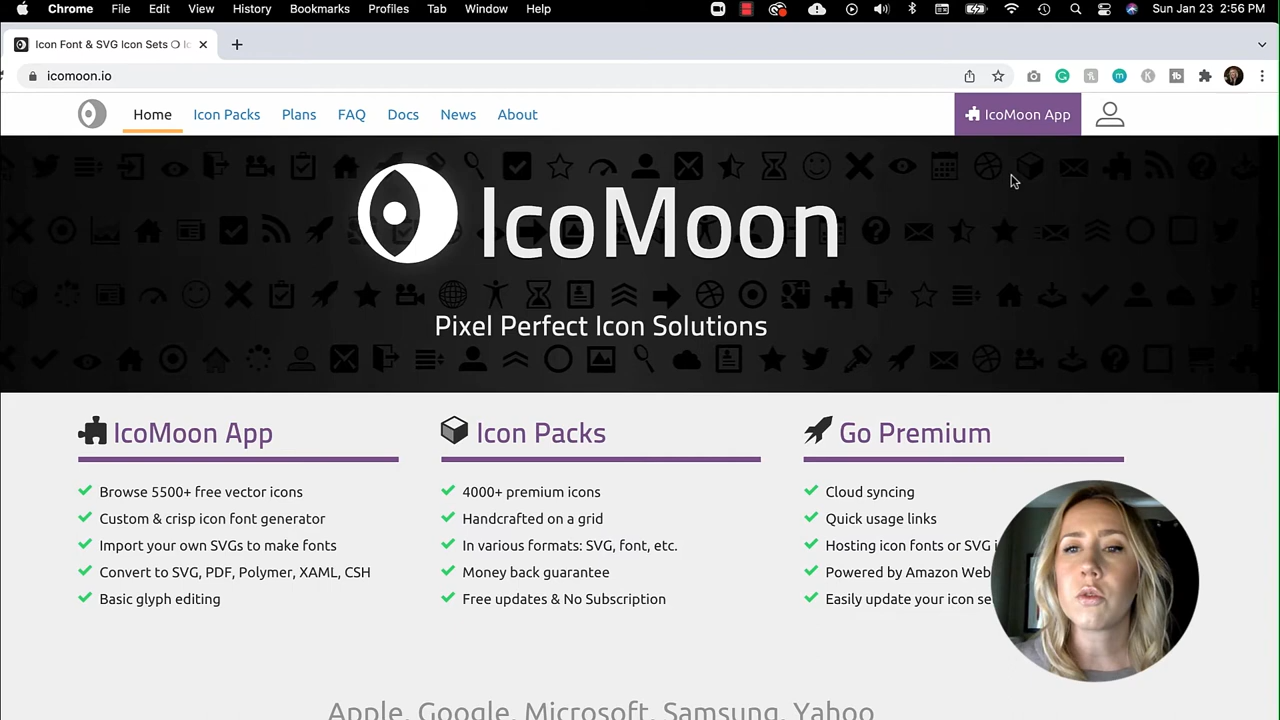 Chrome File Edit View History Bookmarks Profiles Tab Window Help Sun Jan 23 2:56 PM
Icon Font & SVG Icon Sets
icomoon.io
Home Icon Packs Plans FAQ Docs News About IcoMoon App
IcoMoon
Pixel Perfect Icon Solutions
IcoMoon App
Browse 5500+ free vector icons
Custom & crisp icon font generator
Import your own SVGs to make fonts
Convert to SVG, PDF, Polymer, XAML, CSH
Basic glyph editing
Icon Packs
4000+ premium icons
Handcrafted on a grid
In various formats: SVG, font, etc.
Money back guarantee
Free updates & No Subscription
Go Premium
Cloud syncing
Quick usage links
Hosting icon fonts or SVG
Powered by Amazon Web
Easily update your icon se
Apple, Google, Microsoft, Samsung, Yahoo